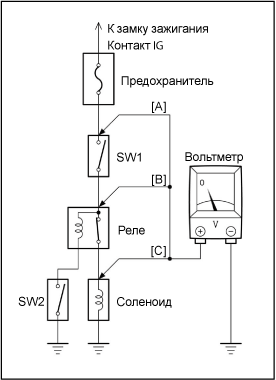 К замку зажигания
Контакт IG
Предохранитель
[A]
SW1
Вольтметр
[B]
0
V
Реле
[C]
SW2
Соленоид